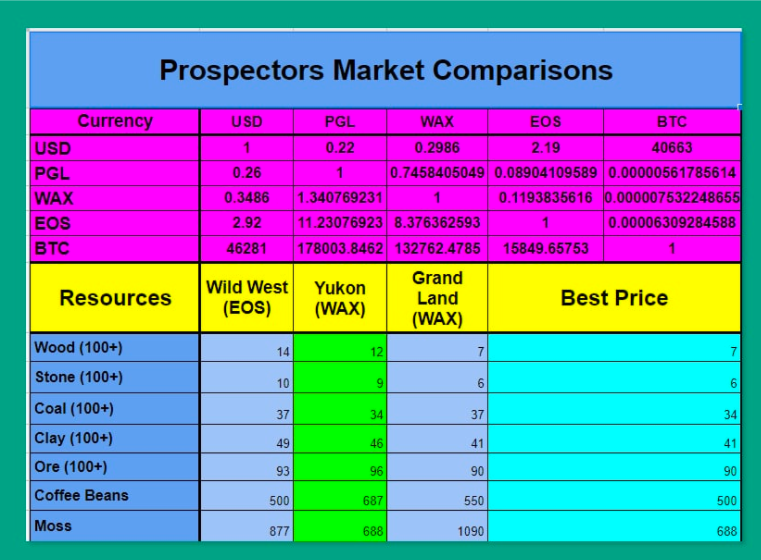 Prospectors Market Comparisons
Currency USD PGL WAX EOS BTC
USD 1 0.22 0.2986 2.19 40663
PGL 0.26 1 0.7458405049 0.08904109589 0.00000561785614
WAX 0.3486 1.340769231 1 0.1193835616 0.000007532248655
EOS 2.92 11.23076923 8.376362593 1 0.00006309284588
BTC 46281 178003.8462 132762.4785 15849.65753 1
Resources Wild West (EOS) Yukon (WAX) Grand Land (WAX) Best Price
Wood (100+) 14 12 7 7
Stone (100+) 10 9 6 6
Coal (100+) 37 34 37 34
Clay (100+) 49 46 41 41
Ore (100+) 93 96 90 90
Coffee Beans 500 687 550 500
Moss 877 688 1090 688